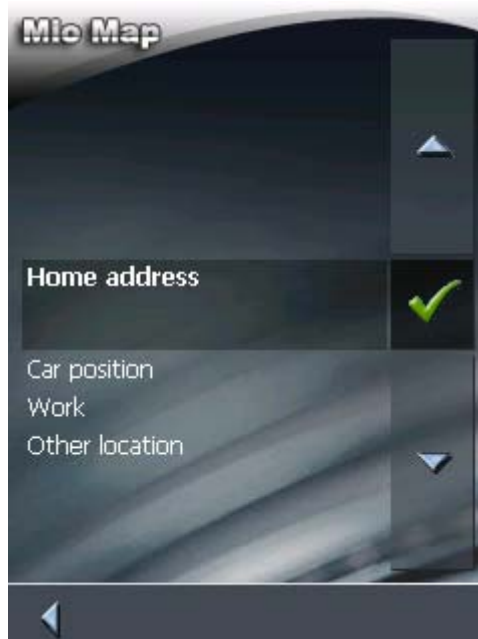 Mio Map
Home address
Car position
Work
Other location